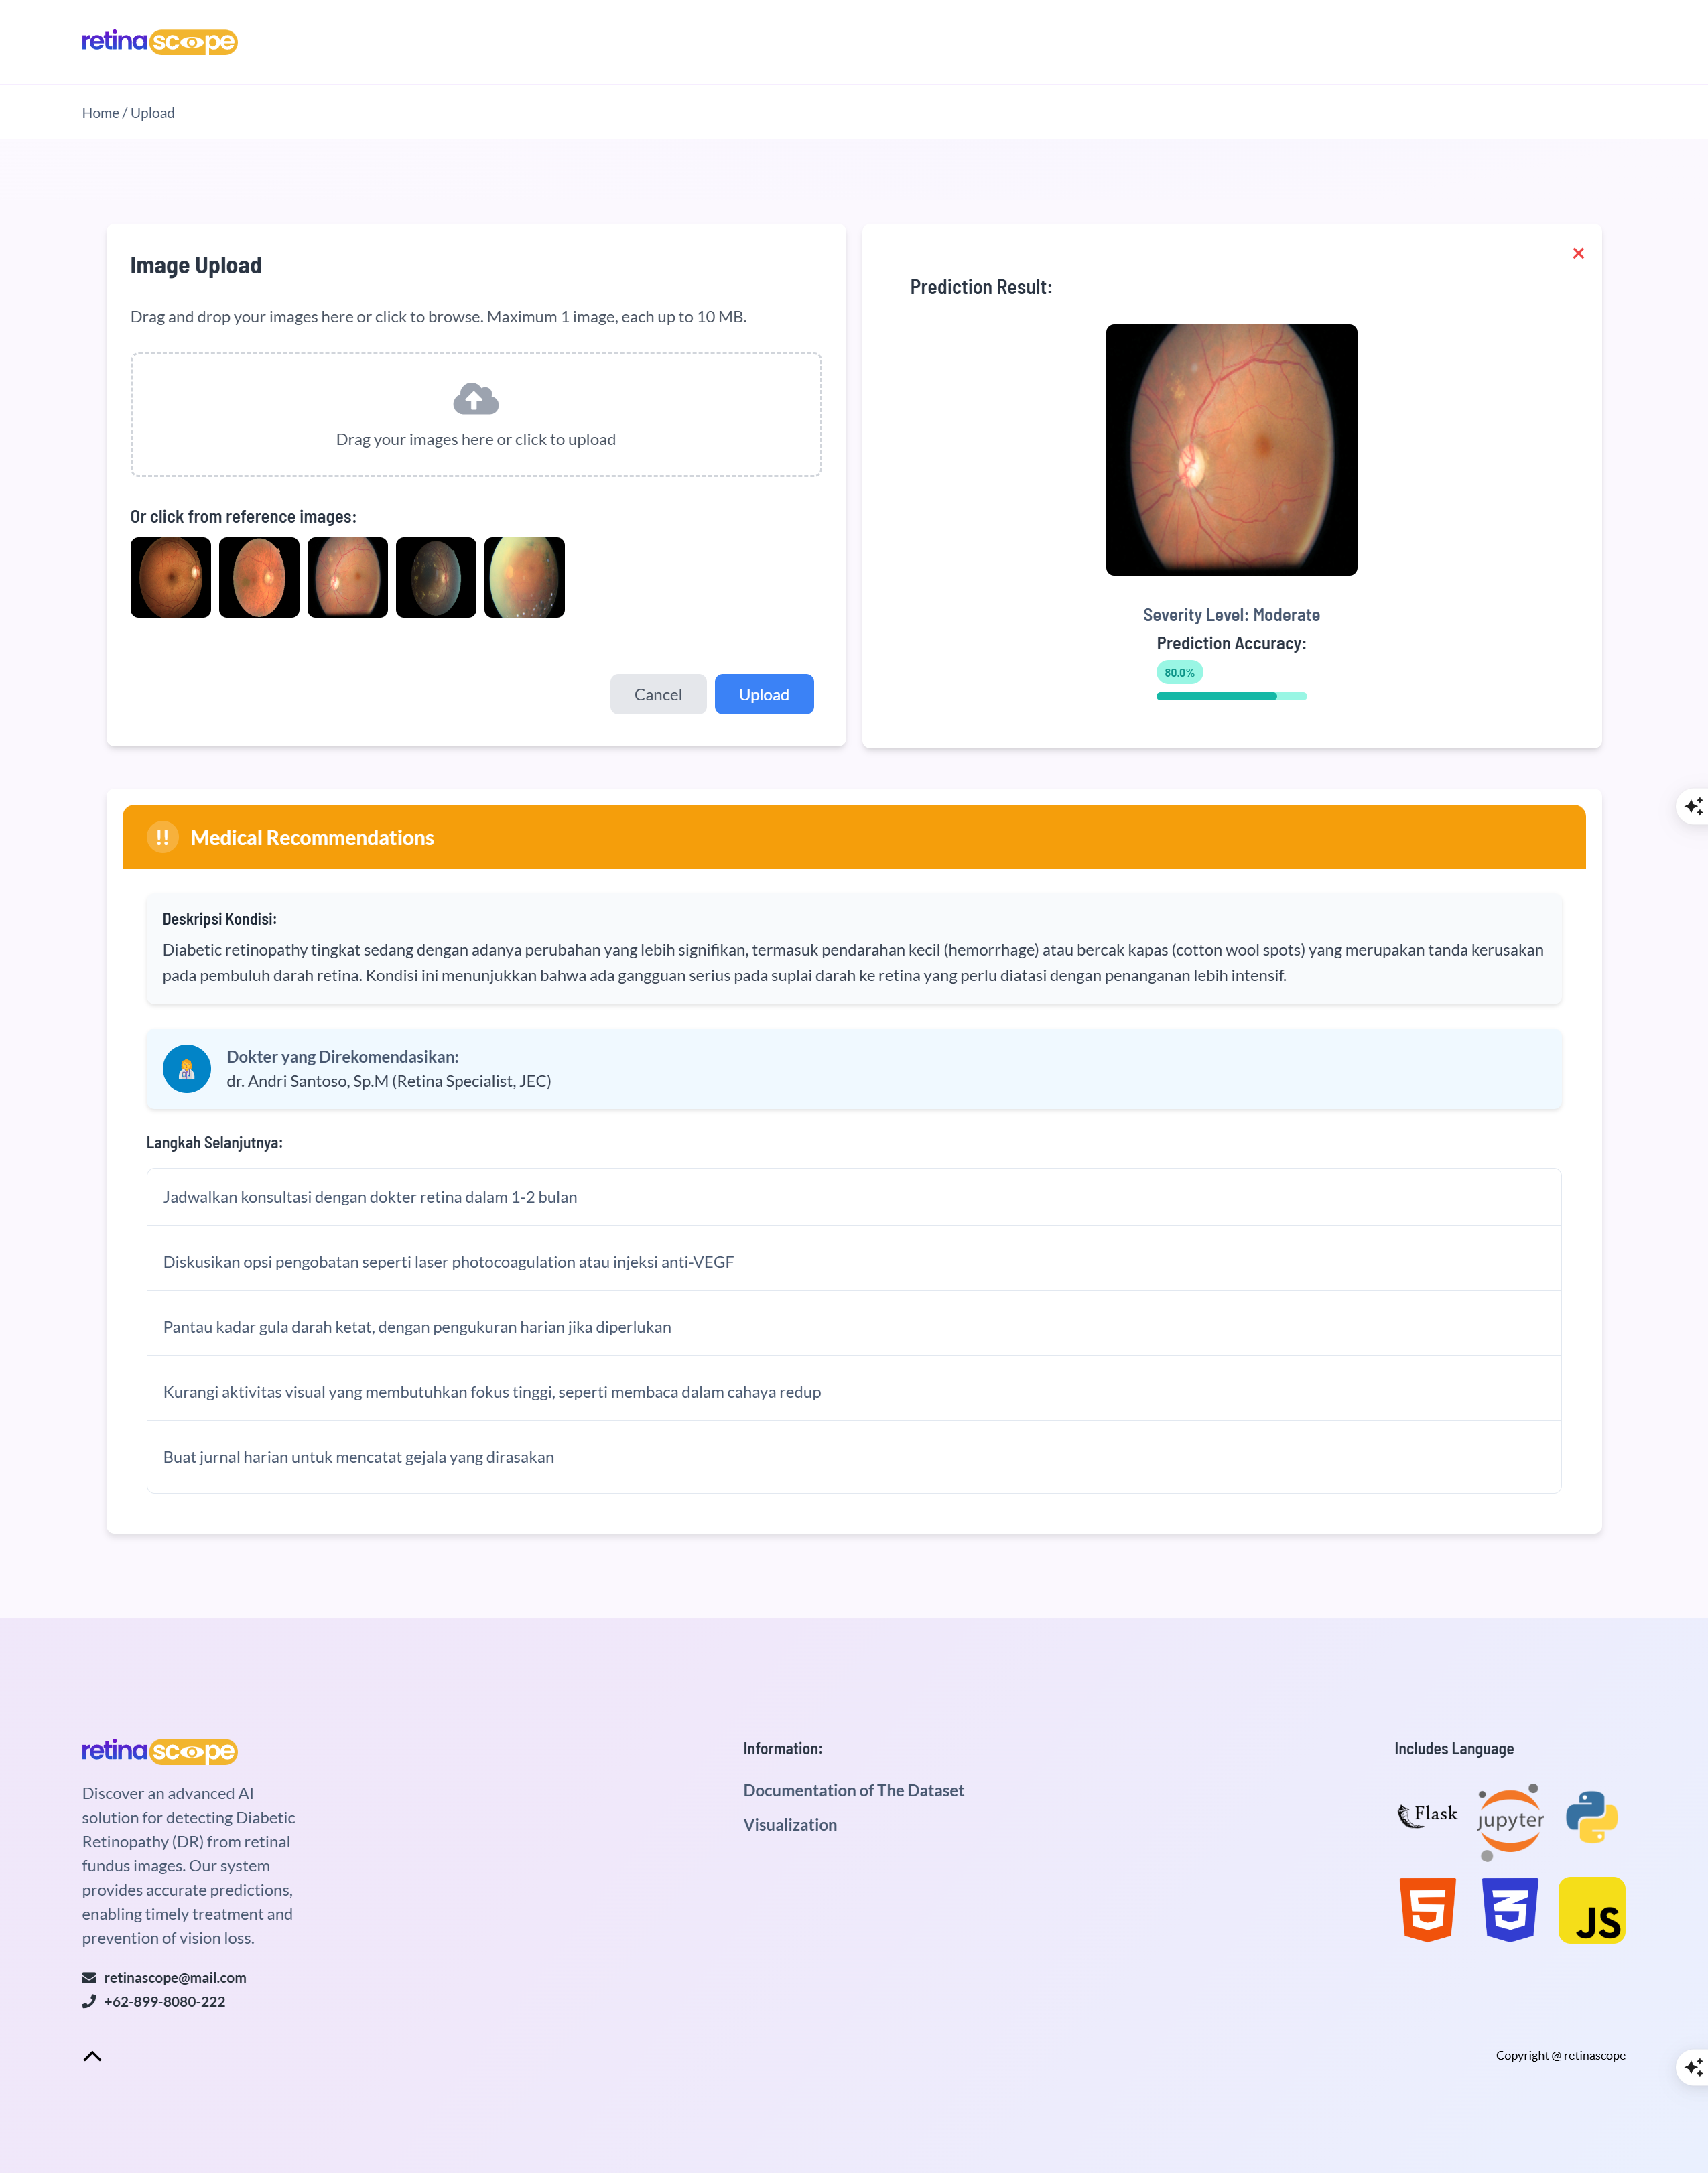 retinascope
Home / Upload
Image Upload
Drag and drop your images here or click to browse. Maximum 1 image, each up to 10 MB.
Drag your images here or click to upload
Or click from reference images:
Cancel
Upload
Prediction Result:
Severity Level: Moderate
Prediction Accuracy:
80.0%
!! Medical Recommendations
Deskripsi Kondisi:
Diabetic retinopathy tingkat sedang dengan adanya perubahan yang lebih signifikan, termasuk pendarahan kecil (hemorrhage) atau bercak kapas (cotton wool spots) yang merupakan tanda kerusakan
pada pembuluh darah retina. Kondisi ini menunjukkan bahwa ada gangguan serius pada suplai darah ke retina yang perlu diatasi dengan penanganan lebih intensif.
Dokter yang Direkomendasikan:
dr. Andri Santoso, Sp.M (Retina Specialist, JEC)
Langkah Selanjutnya:
Jadwalkan konsultasi dengan dokter retina dalam 1-2 bulan
Diskusikan opsi pengobatan seperti laser photocoagulation atau injeksi anti-VEGF
Pantau kadar gula darah ketat, dengan pengukuran harian jika diperlukan
Kurangi aktivitas visual yang membutuhkan fokus tinggi, seperti membaca dalam cahaya redup
Buat jurnal harian untuk mencatat gejala yang dirasakan
retinascope
Discover an advanced AI
solution for detecting Diabetic
Retinopathy (DR) from retinal
fundus images. Our system
provides accurate predictions,
enabling timely treatment and
prevention of vision loss.
retinascope@mail.com
+62-899-8080-222
Information:
Documentation of The Dataset
Visualization
Includes Language
Flask
jupyter
5
3
JS
Copyright @ retinascope